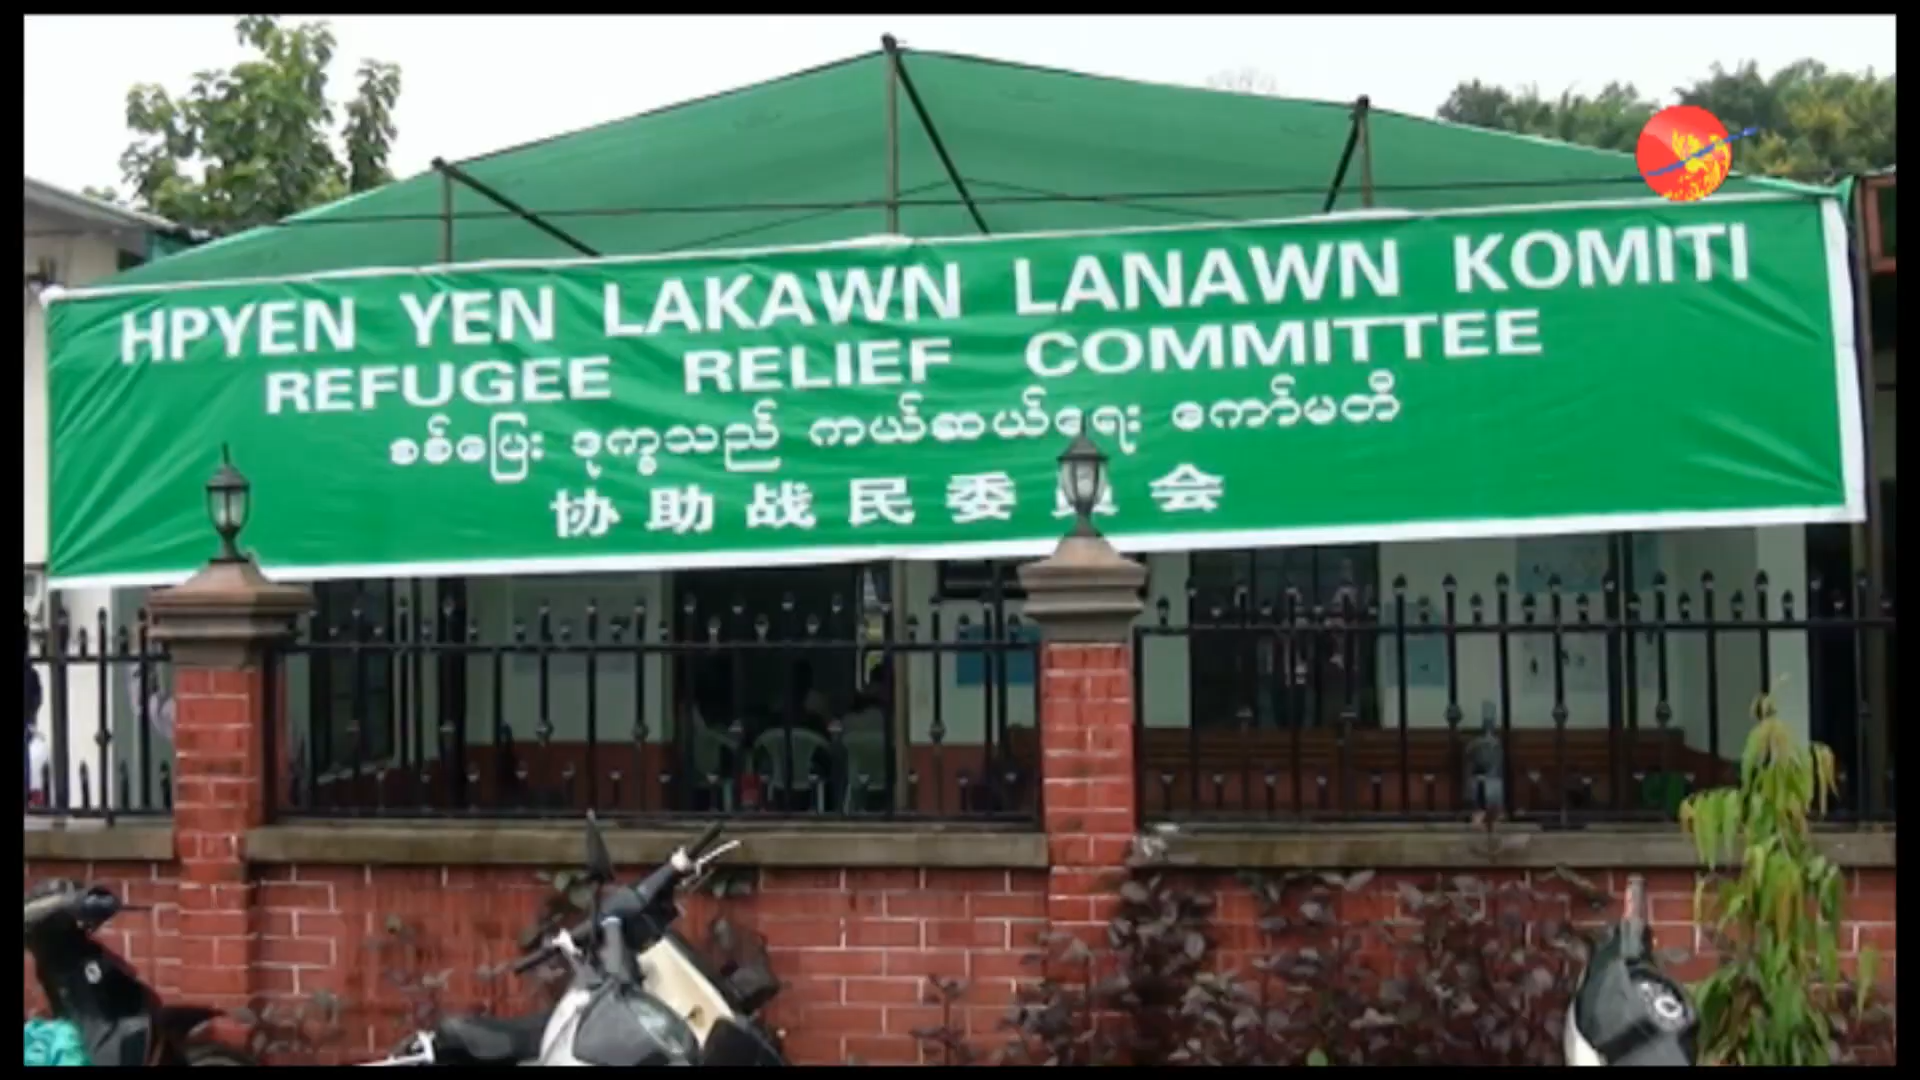 HPYEN YEN LAKAWN LANAWN KOMITI
REFUGEE RELIEF COMMITTEE
စစ်ပြေး ဒုက္ခသည် ကယ်ဆယ်ရေး ကော်မတီ
协助战民委员会